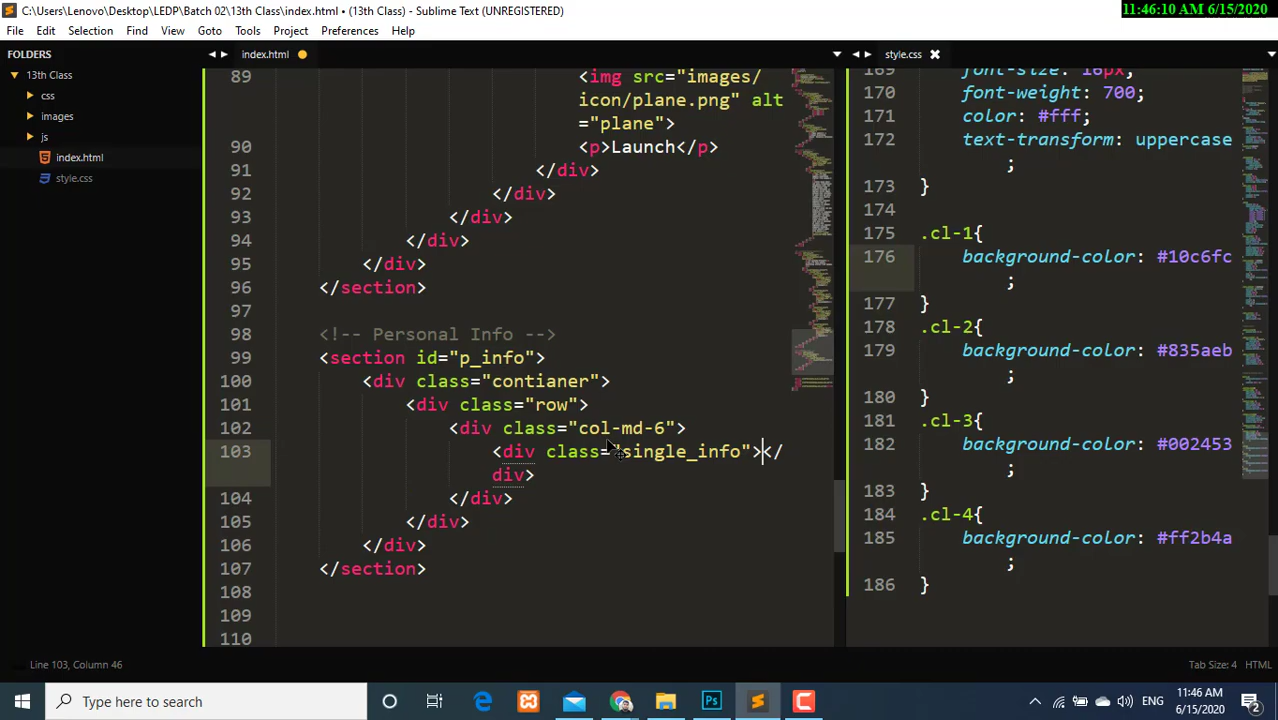 C:\Users\Lenovo\Desktop\LEDP\Batch 02\13th Class\index.html • (13th Class) - Sublime Text (UNREGISTERED)
11:46:10 AM 6/15/2020
File Edit Selection Find View Goto Tools Project Preferences Help
FOLDERS
13th Class
css
images
js
index.html
style.css
index.html
89 <img src="images/
icon/plane.png" alt
="plane">
90 <p>Launch</p>
91 </div>
92 </div>
93 </div>
94 </div>
95 </div>
96 </section>
97
98 <!-- Personal Info -->
99 <section id="p_info">
100 <div class="contianer">
101 <div class="row">
102 <div class="col-md-6">
103 <div class="single_info"></
div>
104 </div>
105 </div>
106 </div>
107 </section>
108
109
110
style.css
169 font-size: 16px;
170 font-weight: 700;
171 color: #fff;
172 text-transform: uppercase
;
173 }
174
175 .cl-1{
176 background-color: #10c6fc
;
177 }
178 .cl-2{
179 background-color: #835aeb
;
180 }
181 .cl-3{
182 background-color: #002453
;
183 }
184 .cl-4{
185 background-color: #ff2b4a
;
186 }
Line 103, Column 46
Tab Size: 4 HTML
Type here to search
ENG
11:46 AM
6/15/2020
2